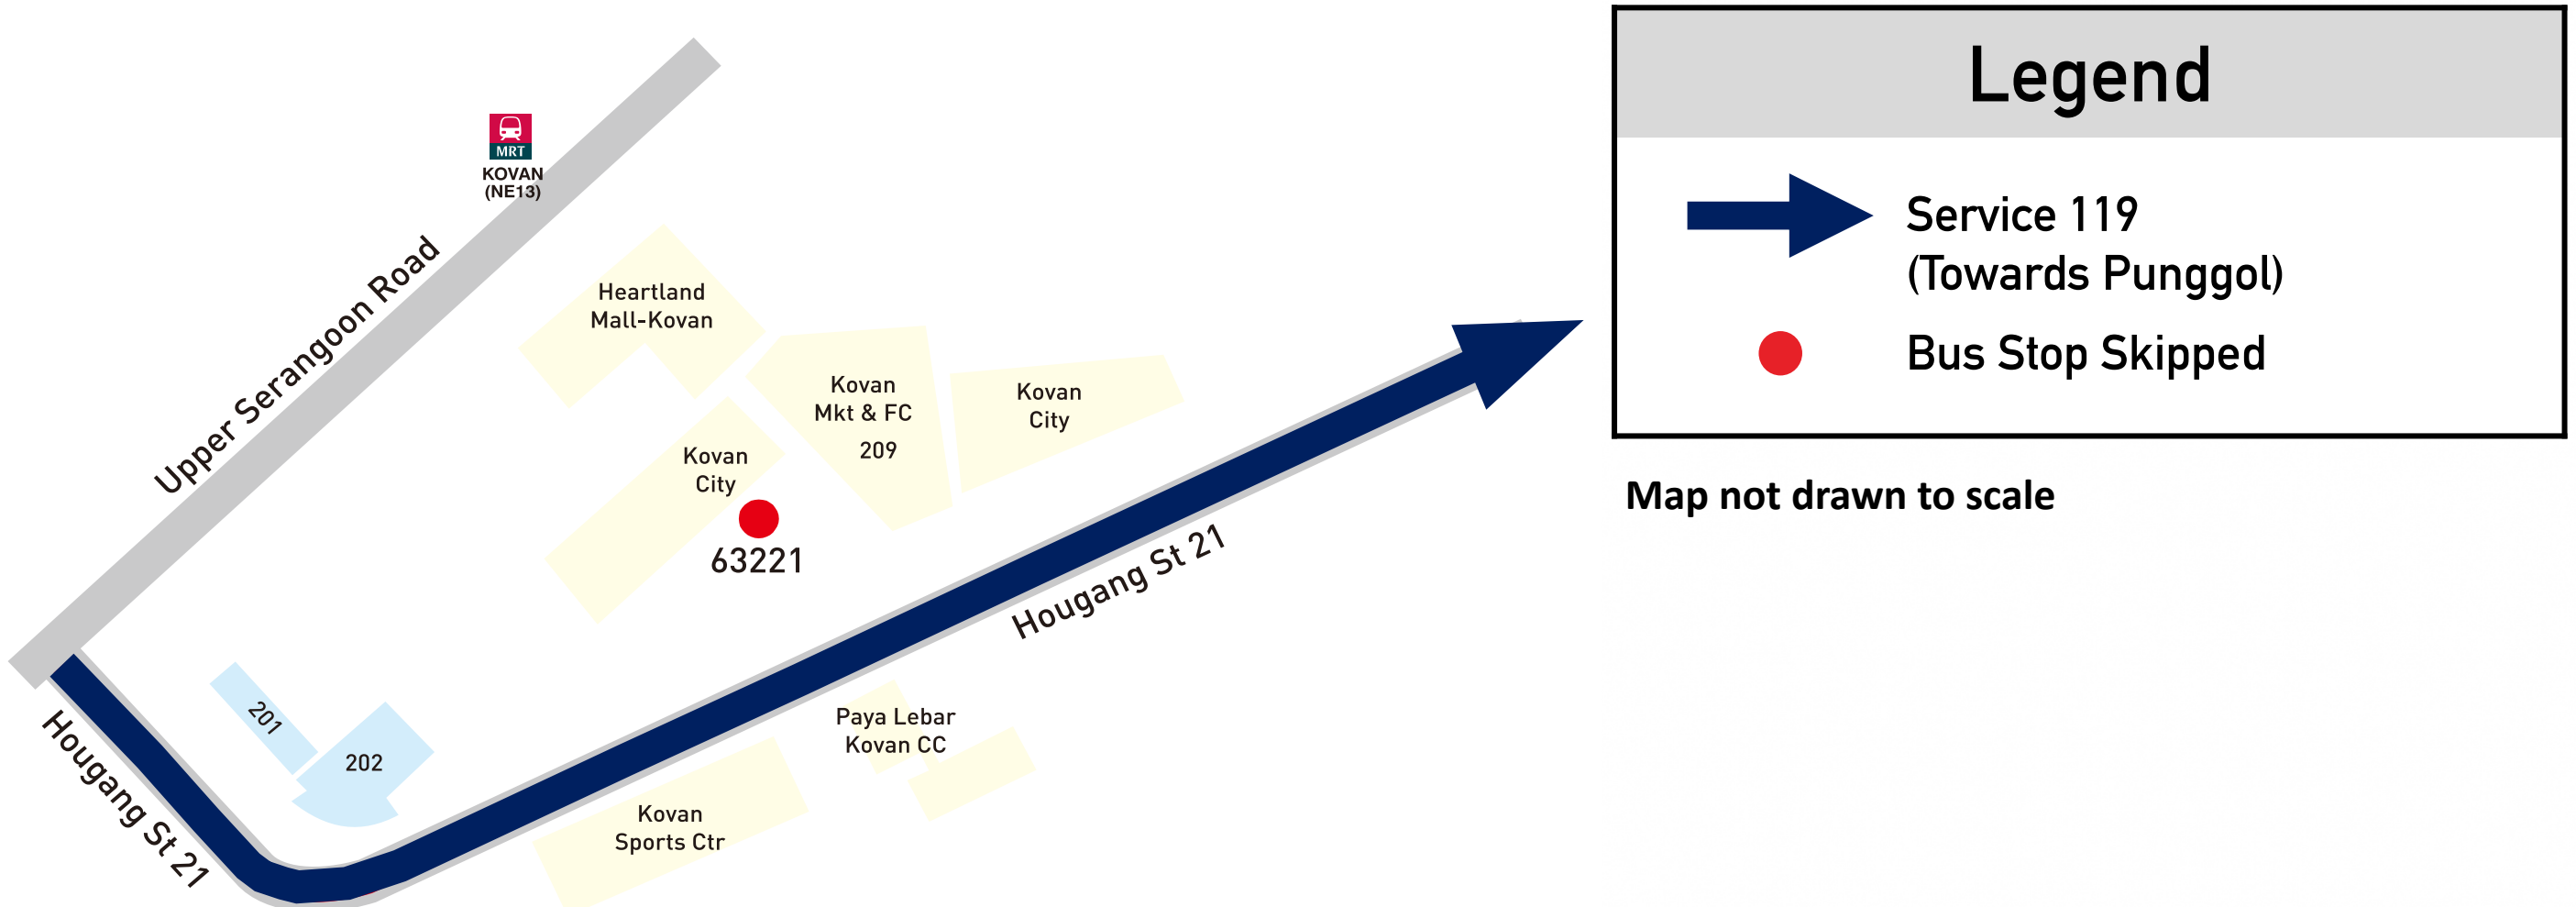 MRT
KOVAN
(NE13)
Upper Serangoon Road
Heartland
Mall-Kovan
Kovan
Mkt & FC
209
Kovan
City
Kovan
City
63221
Hougang St 21
201
202
Hougang St 21
Paya Lebar
Kovan CC
Kovan
Sports Ctr
Legend
Service 119
(Towards Punggol)
Bus Stop Skipped
Map not drawn to scale